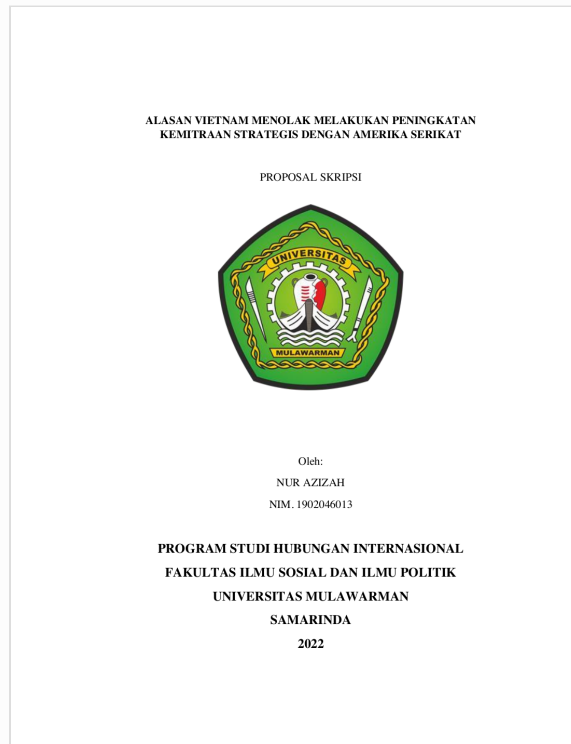 ALASAN VIETNAM MENOLAK MELAKUKAN PENINGKATAN
KEMITRAAN STRATEGIS DENGAN AMERIKA SERIKAT
PROPOSAL SKRIPSI
UNIVERSITAS
MULAWARMAN
Oleh:
NUR AZIZAH
NIM. 1902046013
PROGRAM STUDI HUBUNGAN INTERNASIONAL
FAKULTAS ILMU SOSIAL DAN ILMU POLITIK
UNIVERSITAS MULAWARMAN
SAMARINDA
2022